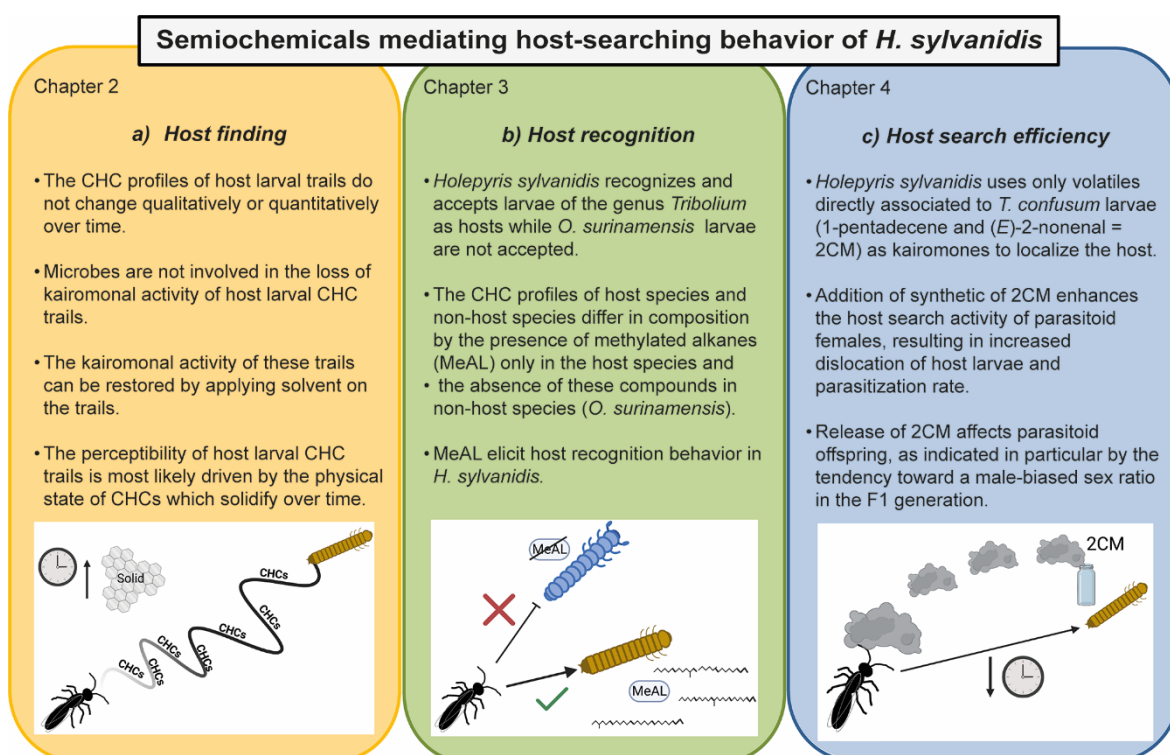 Semiochemicals mediating host-searching behavior of H. sylvanidis
Chapter 2
a) Host finding
• The CHC profiles of host larval trails do
not change qualitatively or quantitatively
over time.
• Microbes are not involved in the loss of
kairomonal activity of host larval CHC
trails.
• The kairomonal activity of these trails
can be restored by applying solvent on
the trails.
• The perceptibility of host larval CHC
trails is most likely driven by the physical
state of CHCs which solidify over time.
Solid
CHCs
CHCs
CHCs
CHCs
CHCs
CHCs
Chapter 3
b) Host recognition
• Holepyris sylvanidis recognizes and
accepts larvae of the genus Tribolium
as hosts while O. surinamensis larvae
are not accepted.
• The CHC profiles of host species and
non-host species differ in composition
by the presence of methylated alkanes
(MeAL) only in the host species and
• the absence of these compounds in
non-host species (O. surinamensis).
• MeAL elicit host recognition behavior in
H. sylvanidis.
MeAL
MeAL
Chapter 4
c) Host search efficiency
• Holepyris sylvanidis uses only volatiles
directly associated to T. confusum larvae
(1-pentadecene and (E)-2-nonenal =
2CM) as kairomones to localize the host.
• Addition of synthetic of 2CM enhances
the host search activity of parasitoid
females, resulting in increased
dislocation of host larvae and
parasitization rate.
• Release of 2CM affects parasitoid
offspring, as indicated in particular by the
tendency toward a male-biased sex ratio
in the F1 generation.
2CM